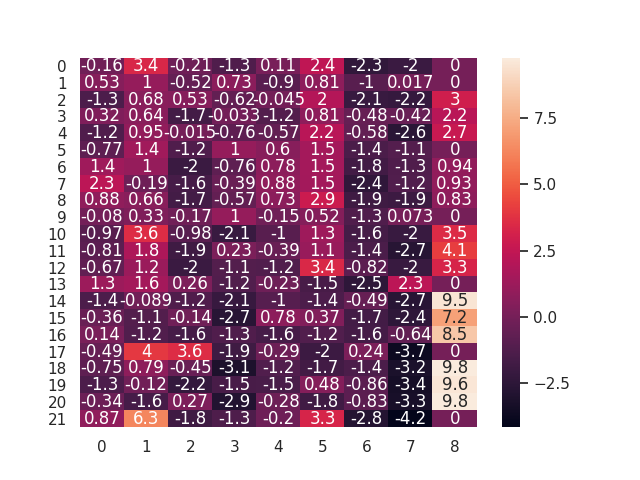 0 -0.16 3.4 -0.21 -1.3 0.11 2.4 -2.3 -2 0
1 0.53 1 -0.52 0.73 -0.9 0.81 -1 0.017 0
2 -1.3 0.68 0.53 -0.62 -0.045 2 -2.1 -2.2 3
3 0.32 0.64 -1.7 -0.033 -1.2 0.81 -0.48 -0.42 2.2
4 -1.2 0.95 -0.015 -0.76 -0.57 2.2 -0.58 -2.6 2.7
5 -0.77 1.4 -1.2 1 0.6 1.5 -1.4 -1.1 0
6 1.4 1 -2 -0.76 0.78 1.5 -1.8 -1.3 0.94
7 2.3 -0.19 -1.6 -0.39 0.88 1.5 -2.4 -1.2 0.93
8 0.88 0.66 -1.7 -0.57 0.73 2.9 -1.9 -1.9 0.83
9 -0.08 0.33 -0.17 1 -0.15 0.52 -1.3 0.073 0
10 -0.97 3.6 -0.98 -2.1 -1 1.3 -1.6 -2 3.5
11 -0.81 1.8 -1.9 0.23 -0.39 1.1 -1.4 -2.7 4.1
12 -0.67 1.2 -2 -1.1 -1.2 3.4 -0.82 -2 3.3
13 1.3 1.6 0.26 -1.2 -0.23 -1.5 -2.5 2.3 0
14 -1.4 -0.089 -1.2 -2.1 -1 -1.4 -0.49 -2.7 9.5
15 -0.36 -1.1 -0.14 -2.7 0.78 0.37 -1.7 -2.4 7.2
16 0.14 -1.2 -1.6 -1.3 -1.6 -1.2 -1.6 -0.64 8.5
17 -0.49 4 3.6 -1.9 -0.29 -2 0.24 -3.7 0
18 -0.75 0.79 -0.45 -3.1 -1.2 -1.7 -1.4 -3.2 9.8
19 -1.3 -0.12 -2.2 -1.5 -1.5 0.48 -0.86 -3.4 9.6
20 -0.34 -1.6 0.27 -2.9 -0.28 -1.8 -0.83 -3.3 9.8
21 0.87 6.3 -1.8 -1.3 -0.2 3.3 -2.8 -4.2 0
0 1 2 3 4 5 6 7 8
7.5
5.0
2.5
0.0
−2.5